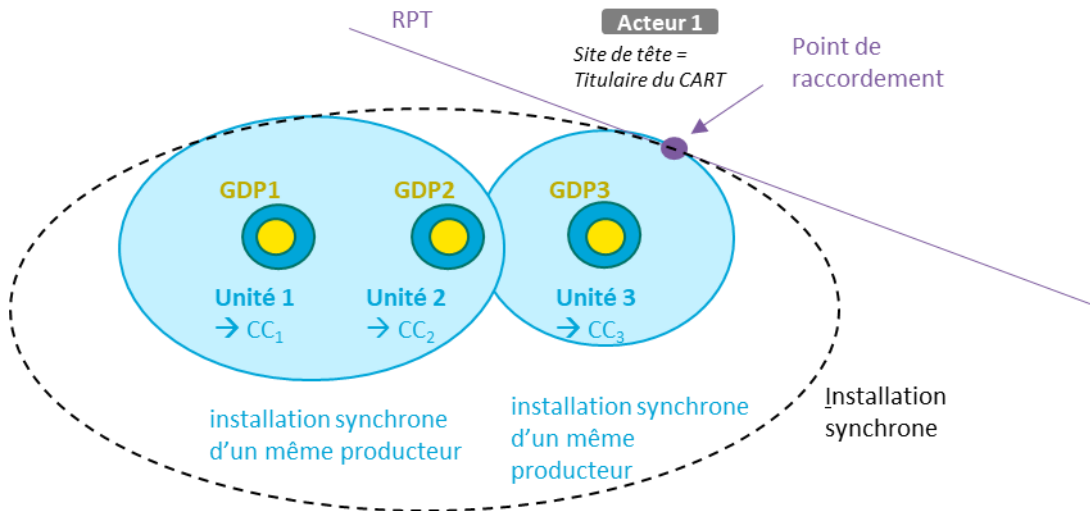 RPT
Acteur 1
Site de tête =
Titulaire du CART
Point de
raccordement
GDP1
GDP2
GDP3
Unité 1
Unité 2
Unité 3
→ CC₁
→ CC₂
→ CC₃
installation synchrone
d'un même producteur
installation synchrone
d'un même
producteur
Installation
synchrone